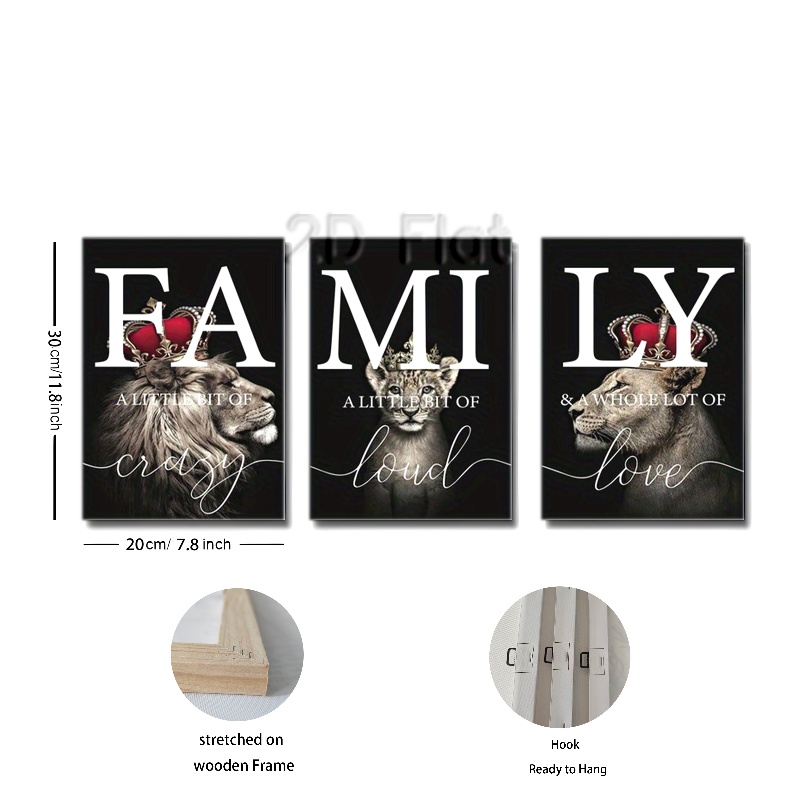 2D Flat
FA
A LITTLE BIT OF
crazy
MI
A LITTLE BIT OF
loud
LY
& A WHOLE LOT OF
love
30cm/11.8inch
20cm/ 7.8 inch
stretched on
wooden Frame
Hook
Ready to Hang